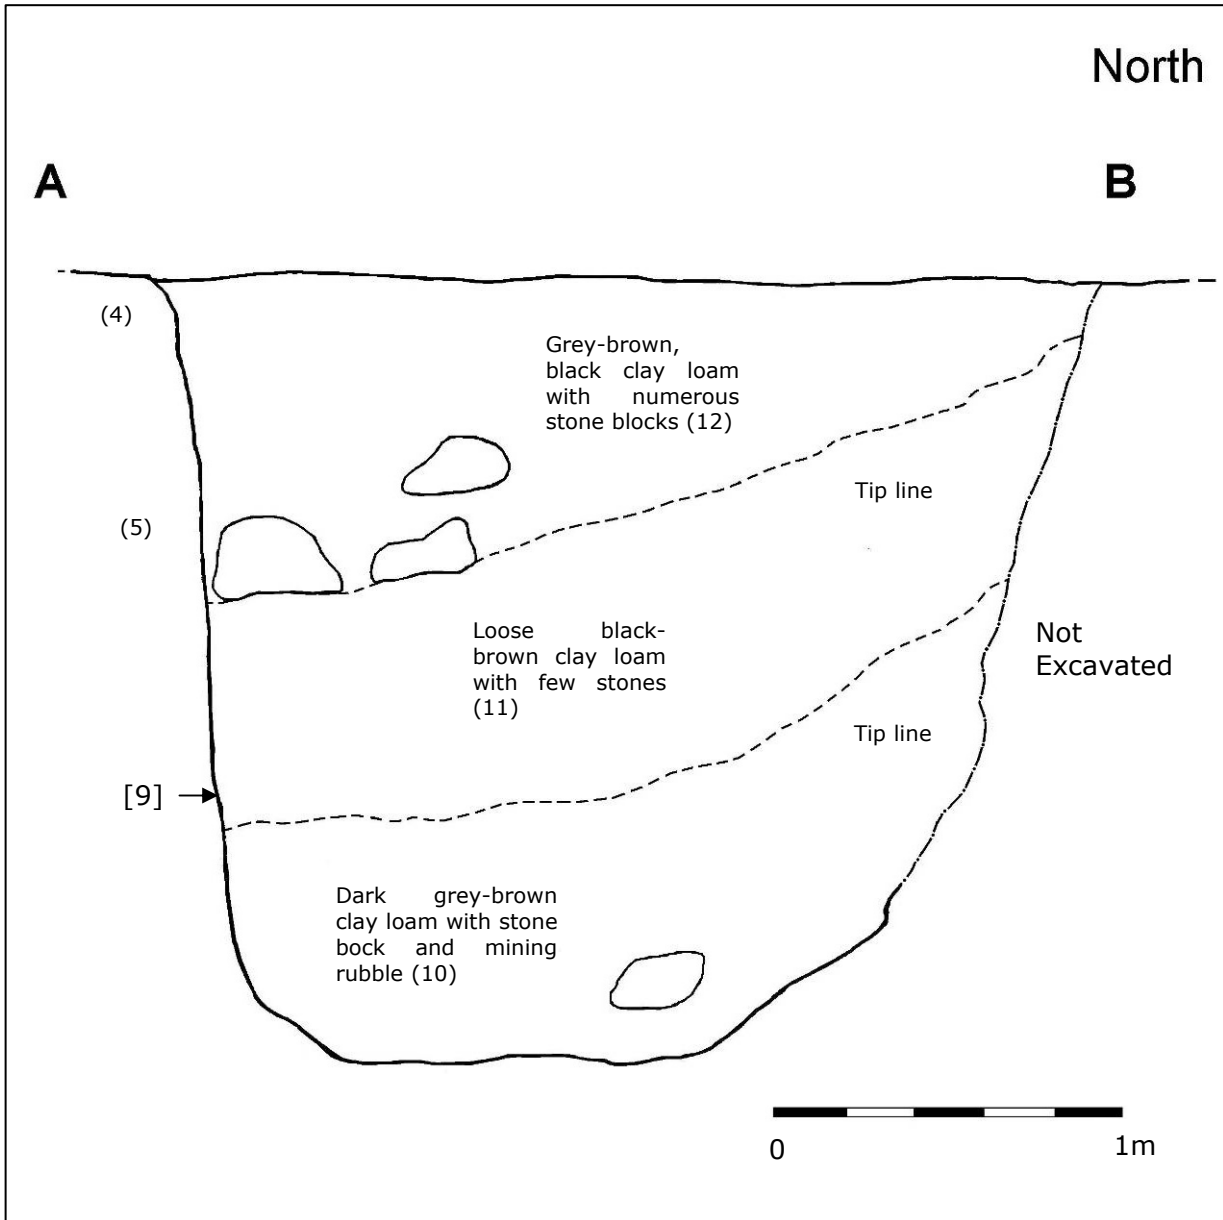 North
A
B
(4)
Grey-brown,
black clay loam
with numerous
stone blocks (12)
Tip line
(5)
Loose black-
brown clay loam
with few stones
(11)
Not
Excavated
Tip line
[9]
Dark grey-brown
clay loam with stone
bock and mining
rubble (10)
0
1m